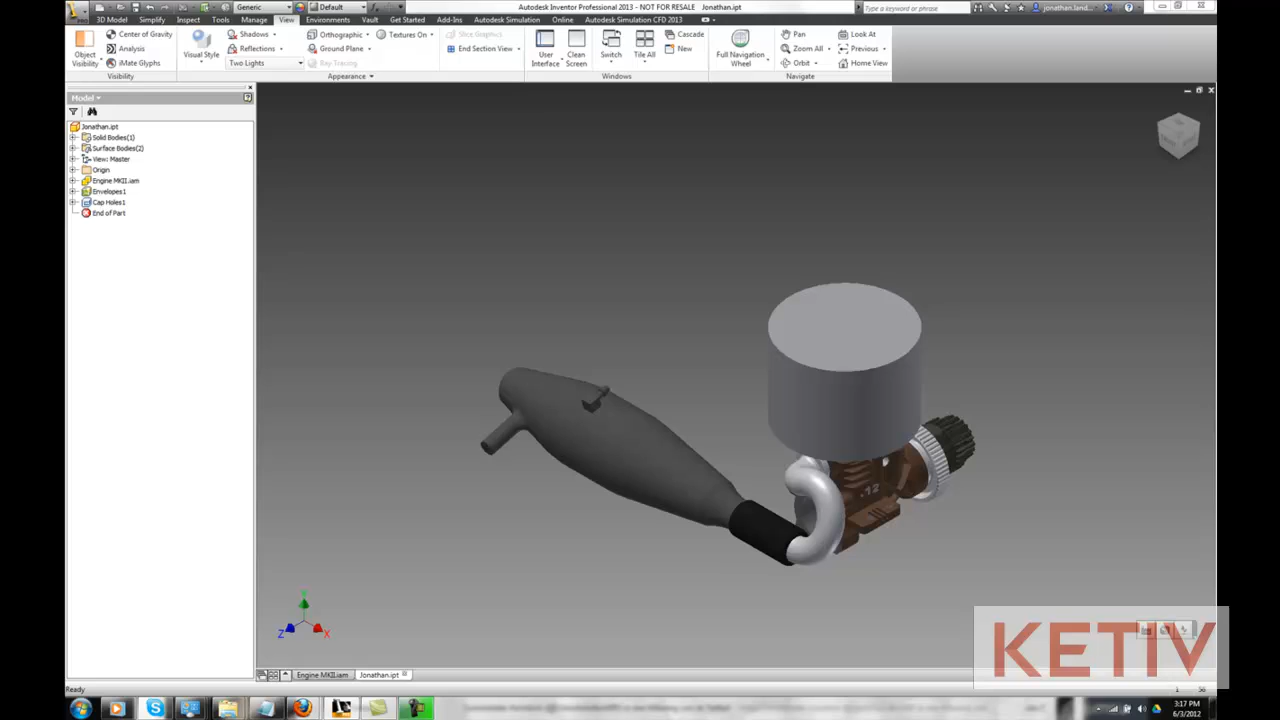 Generic
Default
Autodesk Inventor Professional 2013 - NOT FOR RESALE Jonathan.ipt
Type a keyword or phrase
jonathan.land...
3D Model Simplify Inspect Tools Manage View Environments Vault Get Started Add-Ins Autodesk Simulation Online Autodesk Simulation CFD 2013
Object Visibility
Center of Gravity
Analysis
iMate Glyphs
Visibility
Visual Style
Shadows
Reflections
Two Lights
Orthographic
Ground Plane
Ray Tracing
Textures On
Slice Graphics
End Section View
Appearance
User Interface
Clean Screen
Switch
Tile All
Cascade
New
Windows
Full Navigation Wheel
Pan
Zoom All
Orbit
Look At
Previous
Home View
Navigate
Model
Jonathan.ipt
Solid Bodies(1)
Surface Bodies(2)
View: Master
Origin
Engine MKII.iam
Envelopes1
Cap Holes1
End of Part
.12
Y
Z
X
KETIV
Engine MKII.iam
Jonathan.ipt
Ready
1
56
3:17 PM
6/3/2012